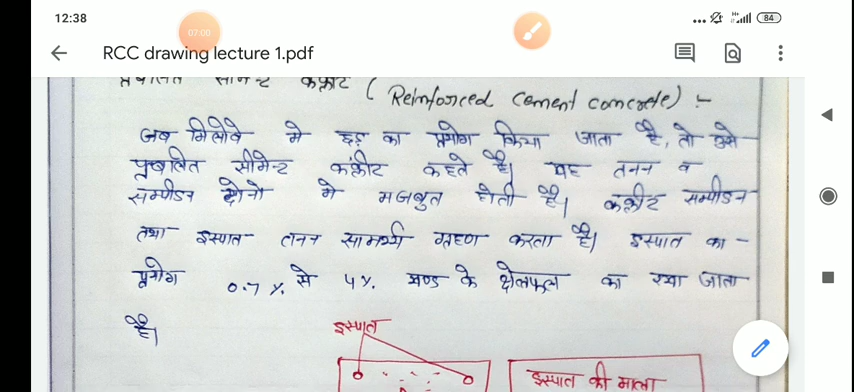 12:38
84
07:00
RCC drawing lecture 1.pdf
सीमेन्ट कंक्रीट ( Reinforced cement concrete) :-
जब मिलावे मे छड़ का प्रयोग किया जाता है, तो उसे
प्रबलित सीमेन्ट कंक्रीट कहते है। यह तनन व
सम्पीडन दोनो मे मजबुत होती है। कंक्रीट सम्पीडन
तथा इस्पात तनन सामर्थ्य ग्रहण करता है। इस्पात का -
प्रयोग 0.7 %. से 4%. खण्ड के क्षेत्रफल का रखा जाता
है।
इस्पात
इस्पात की मात्रा